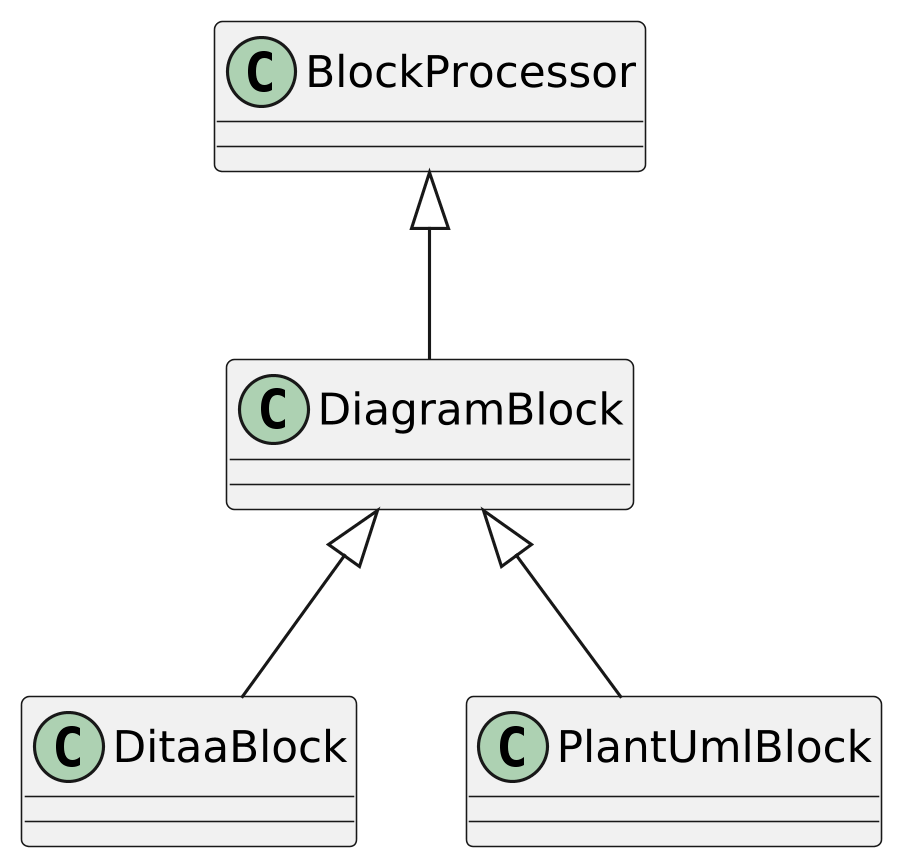 C BlockProcessor
C DiagramBlock
C DitaaBlock
C PlantUmlBlock